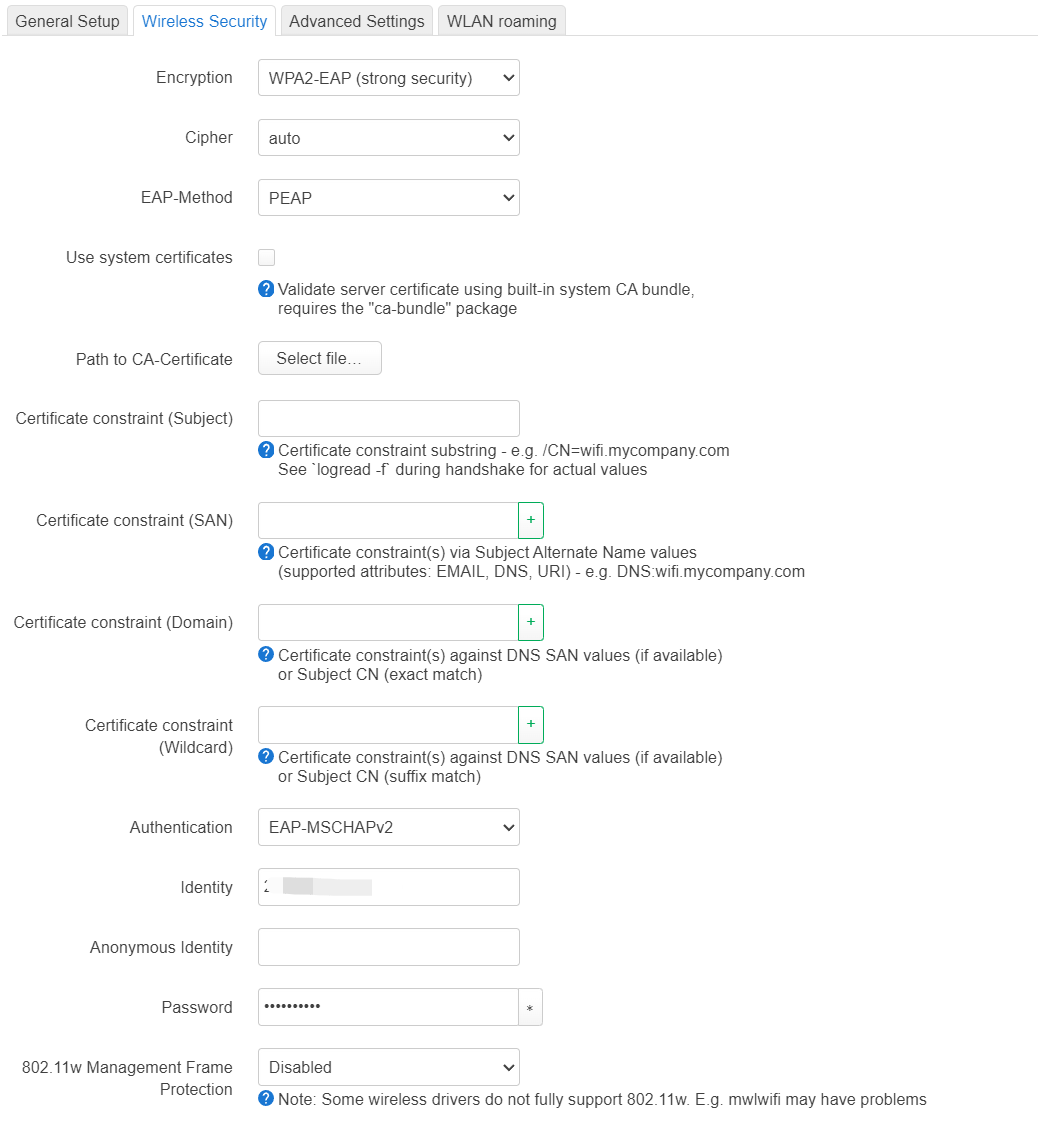 General Setup Wireless Security Advanced Settings WLAN roaming
Encryption WPA2-EAP (strong security)
Cipher auto
EAP-Method PEAP
Use system certificates
? Validate server certificate using built-in system CA bundle,
requires the "ca-bundle" package
Path to CA-Certificate Select file...
Certificate constraint (Subject)
? Certificate constraint substring - e.g. /CN=wifi.mycompany.com
See `logread -f` during handshake for actual values
Certificate constraint (SAN) +
? Certificate constraint(s) via Subject Alternate Name values
(supported attributes: EMAIL, DNS, URI) - e.g. DNS:wifi.mycompany.com
Certificate constraint (Domain) +
? Certificate constraint(s) against DNS SAN values (if available)
or Subject CN (exact match)
Certificate constraint
(Wildcard) +
? Certificate constraint(s) against DNS SAN values (if available)
or Subject CN (suffix match)
Authentication EAP-MSCHAPv2
Identity
Anonymous Identity
Password •••••••••• *
802.11w Management Frame
Protection Disabled
? Note: Some wireless drivers do not fully support 802.11w. E.g. mwlwifi may have problems